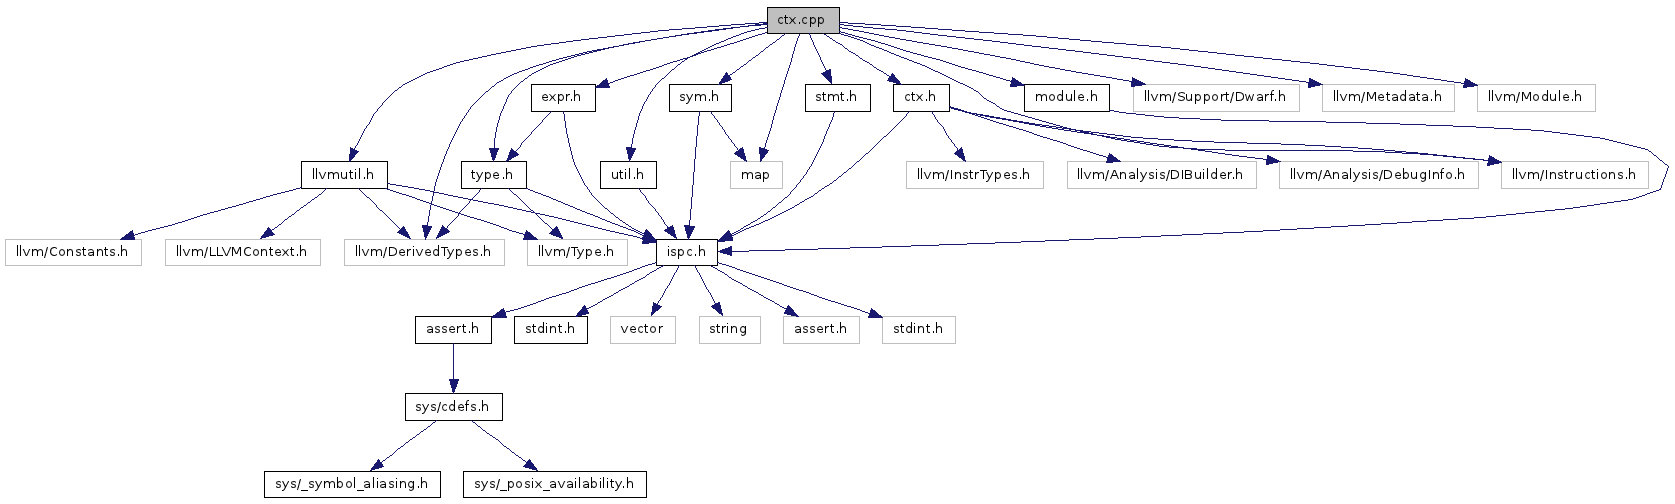 ctx.cpp
expr.h
sym.h
stmt.h
ctx.h
module.h
llvm/Support/Dwarf.h
llvm/Metadata.h
llvm/Module.h
llvmutil.h
type.h
util.h
map
llvm/InstrTypes.h
llvm/Analysis/DIBuilder.h
llvm/Analysis/DebugInfo.h
llvm/Instructions.h
llvm/Constants.h
llvm/LLVMContext.h
llvm/DerivedTypes.h
llvm/Type.h
ispc.h
assert.h
stdint.h
vector
string
assert.h
stdint.h
sys/cdefs.h
sys/_symbol_aliasing.h
sys/_posix_availability.h